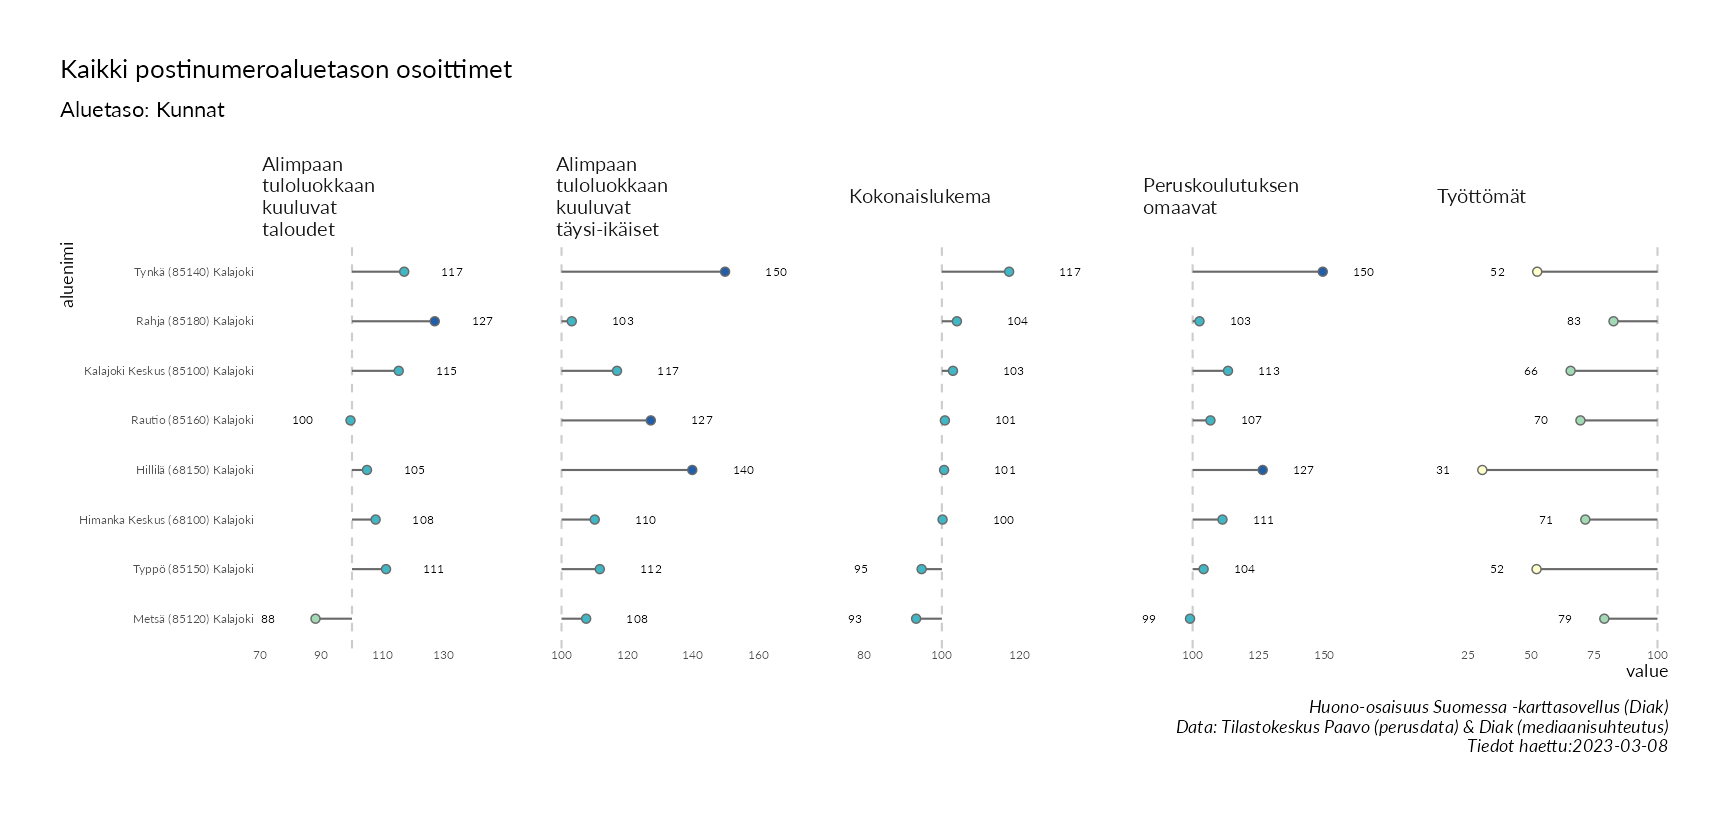 Kaikki postinumeroaluetason osoittimet
Aluetaso: Kunnat
Alimpaan
tuloluokkaan
kuuluvat
taloudet
Alimpaan
tuloluokkaan
kuuluvat
täysi-ikäiset
Kokonaislukema
Peruskoulutuksen
omaavat
Työttömät
aluenimi
Tynkä (85140) Kalajoki 117 150 117 150 52
Rahja (85180) Kalajoki 127 103 104 103 83
Kalajoki Keskus (85100) Kalajoki 115 117 103 113 66
Rautio (85160) Kalajoki 100 127 101 107 70
Hillilä (68150) Kalajoki 105 140 101 127 31
Himanka Keskus (68100) Kalajoki 108 110 100 111 71
Typpö (85150) Kalajoki 111 112 95 104 52
Metsä (85120) Kalajoki 88 108 93 99 79
70 90 110 130 100 120 140 160 80 100 120 100 125 150 25 50 75 100
value
Huono-osaisuus Suomessa -karttasovellus (Diak)
Data: Tilastokeskus Paavo (perusdata) & Diak (mediaanisuhteutus)
Tiedot haettu:2023-03-08